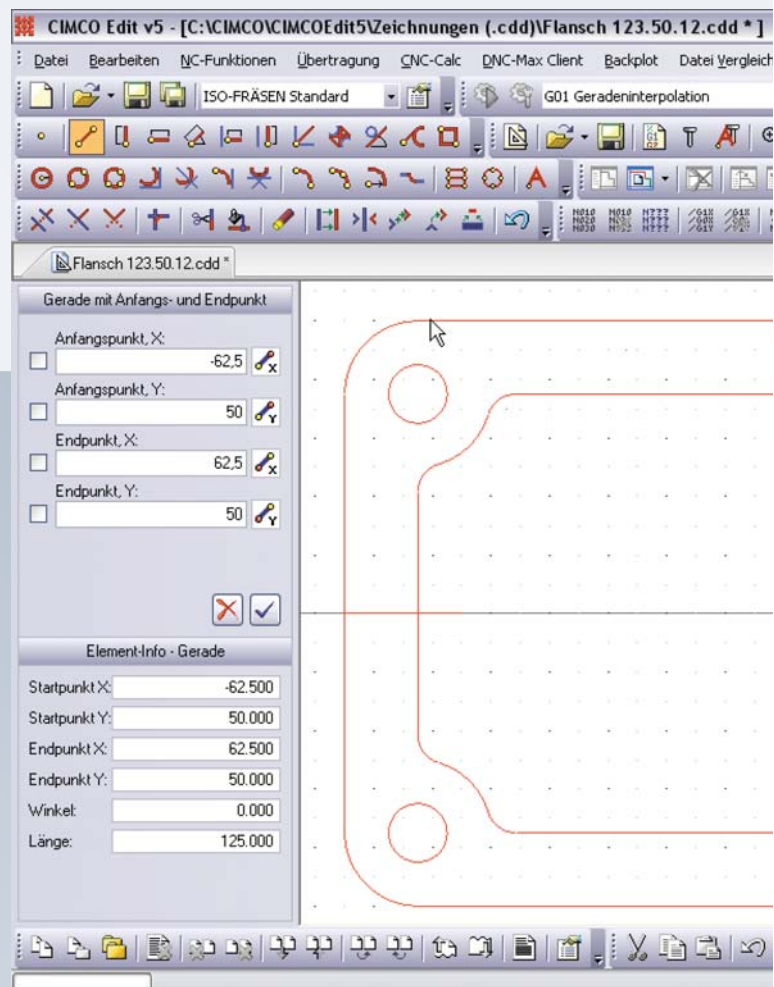 CIMCO Edit v5 - [C:\CIMCO\CIMCOEdit5\Zeichnungen (.cdd)\Flansch 123.50.12.cdd * ]
Datei Bearbeiten NC-Funktionen Übertragung CNC-Calc DNC-Max Client Backplot Datei Vergleich
ISO-FRÄSEN Standard G01 Geradeninterpolation
Flansch 123.50.12.cdd *
Gerade mit Anfangs- und Endpunkt
Anfangspunkt, X:
-62,5
Anfangspunkt, Y:
50
Endpunkt, X:
62,5
Endpunkt, Y:
50
Element-Info - Gerade
Startpunkt X: -62.500
Startpunkt Y: 50.000
Endpunkt X: 62.500
Endpunkt Y: 50.000
Winkel: 0.000
Länge: 125.000